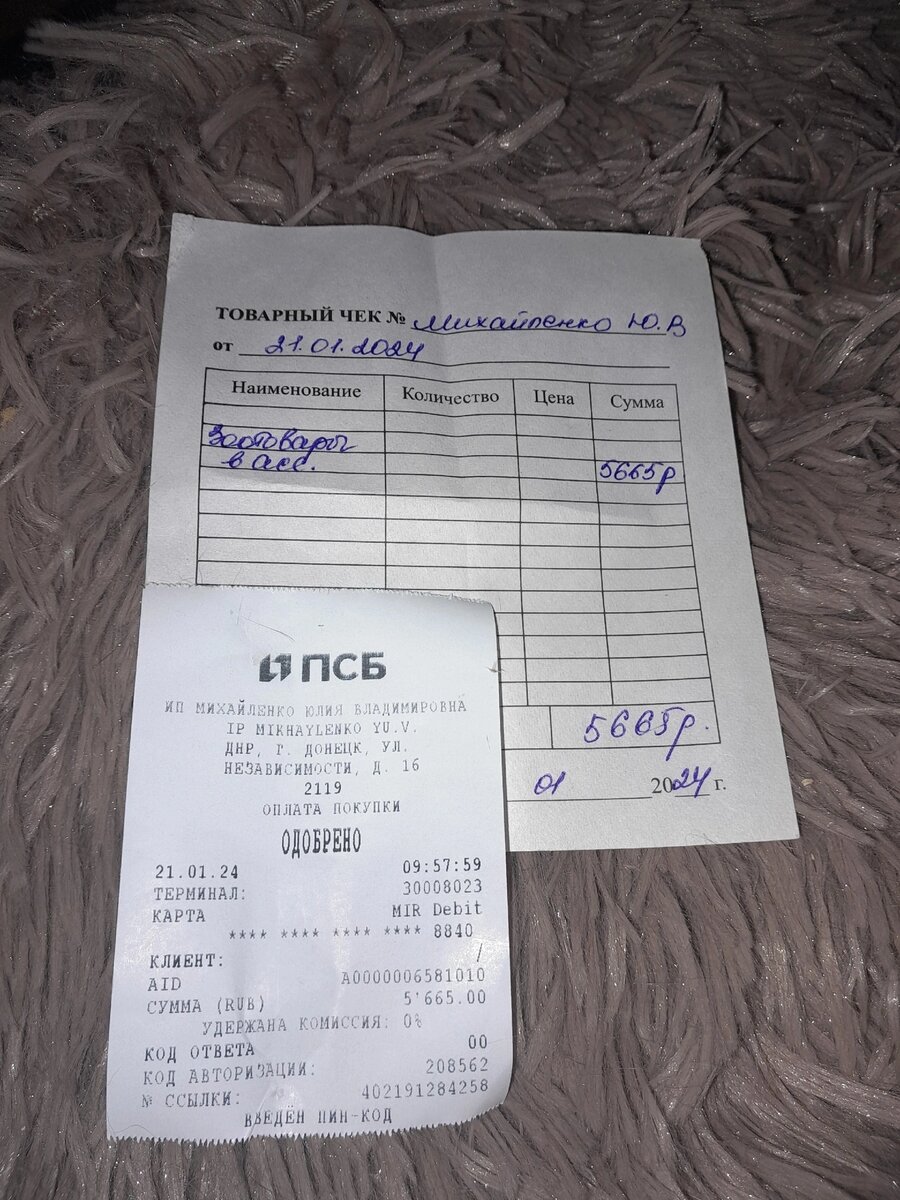 ТОВАРНЫЙ ЧЕК № Михайленко Ю.В
от 21.01.2024
Наименование Количество Цена Сумма
Зоотовары
в асс. 5665р
5665р.
01 2024 г.
ПСБ
ИП МИХАЙЛЕНКО ЮЛИЯ ВЛАДИМИРОВНА
IP MIKHAYLENKO YU.V.
ДНР, Г. ДОНЕЦК, УЛ.
НЕЗАВИСИМОСТИ, Д. 16
2119
ОПЛАТА ПОКУПКИ
ОДОБРЕНО
21.01.24 09:57:59
ТЕРМИНАЛ: 30008023
КАРТА MIR Debit
**** **** **** **** 8840
КЛИЕНТ: /
AID A0000006581010
СУММА (RUB) 5'665.00
УДЕРЖАНА КОМИССИЯ: 0%
КОД ОТВЕТА 00
КОД АВТОРИЗАЦИИ: 208562
№ ССЫЛКИ: 402191284258
ВВЕДЁН ПИН-КОД